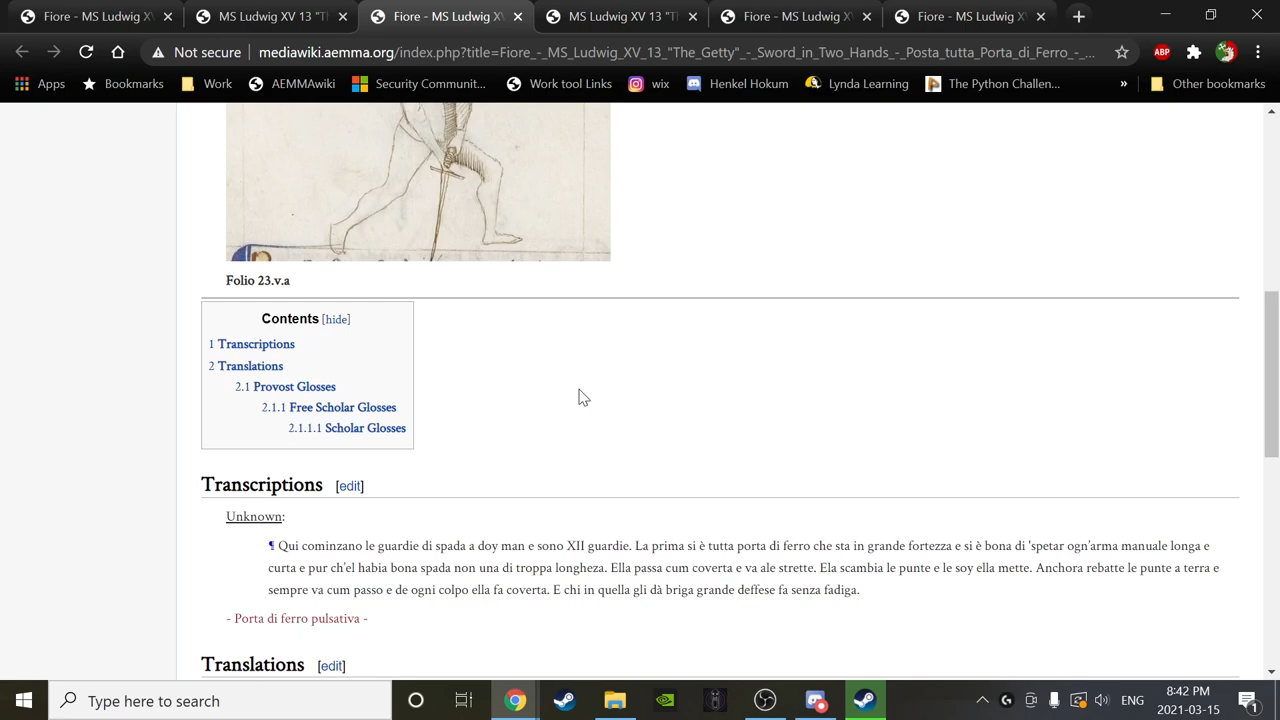 Fiore - MS Ludwig XV
MS Ludwig XV 13 "Th
Fiore - MS Ludwig XV
MS Ludwig XV 13 "Th
Fiore - MS Ludwig XV
Fiore - MS Ludwig XV
Not secure
mediawiki.aemma.org/index.php?title=Fiore_-_MS_Ludwig_XV_13_"The_Getty"_-_Sword_in_Two_Hands_-_Posta_tutta_Porta_di_Ferro_-_...
ABP
Apps Bookmarks Work AEMMAwiki Security Communit... Work tool Links wix Henkel Hokum Lynda Learning The Python Challen... » Other bookmarks
Folio 23.v.a
Contents [hide]
1 Transcriptions
2 Translations
2.1 Provost Glosses
2.1.1 Free Scholar Glosses
2.1.1.1 Scholar Glosses
Transcriptions [edit]
Unknown:
¶ Qui cominzano le guardie di spada a doy man e sono XII guardie. La prima si è tutta porta di ferro che sta in grande fortezza e si è bona di 'spetar ogn'arma manuale longa e
curta e pur ch'el habia bona spada non una di troppa longheza. Ella passa cum coverta e va ale strette. Ela scambia le punte e le soy ella mette. Anchora rebatte le punte a terra e
sempre va cum passo e de ogni colpo ella fa coverta. E chi in quella gli dà briga grande deffese fa senza fadiga.
- Porta di ferro pulsativa -
Translations [edit]
Type here to search
ENG
8:42 PM
2021-03-15
1